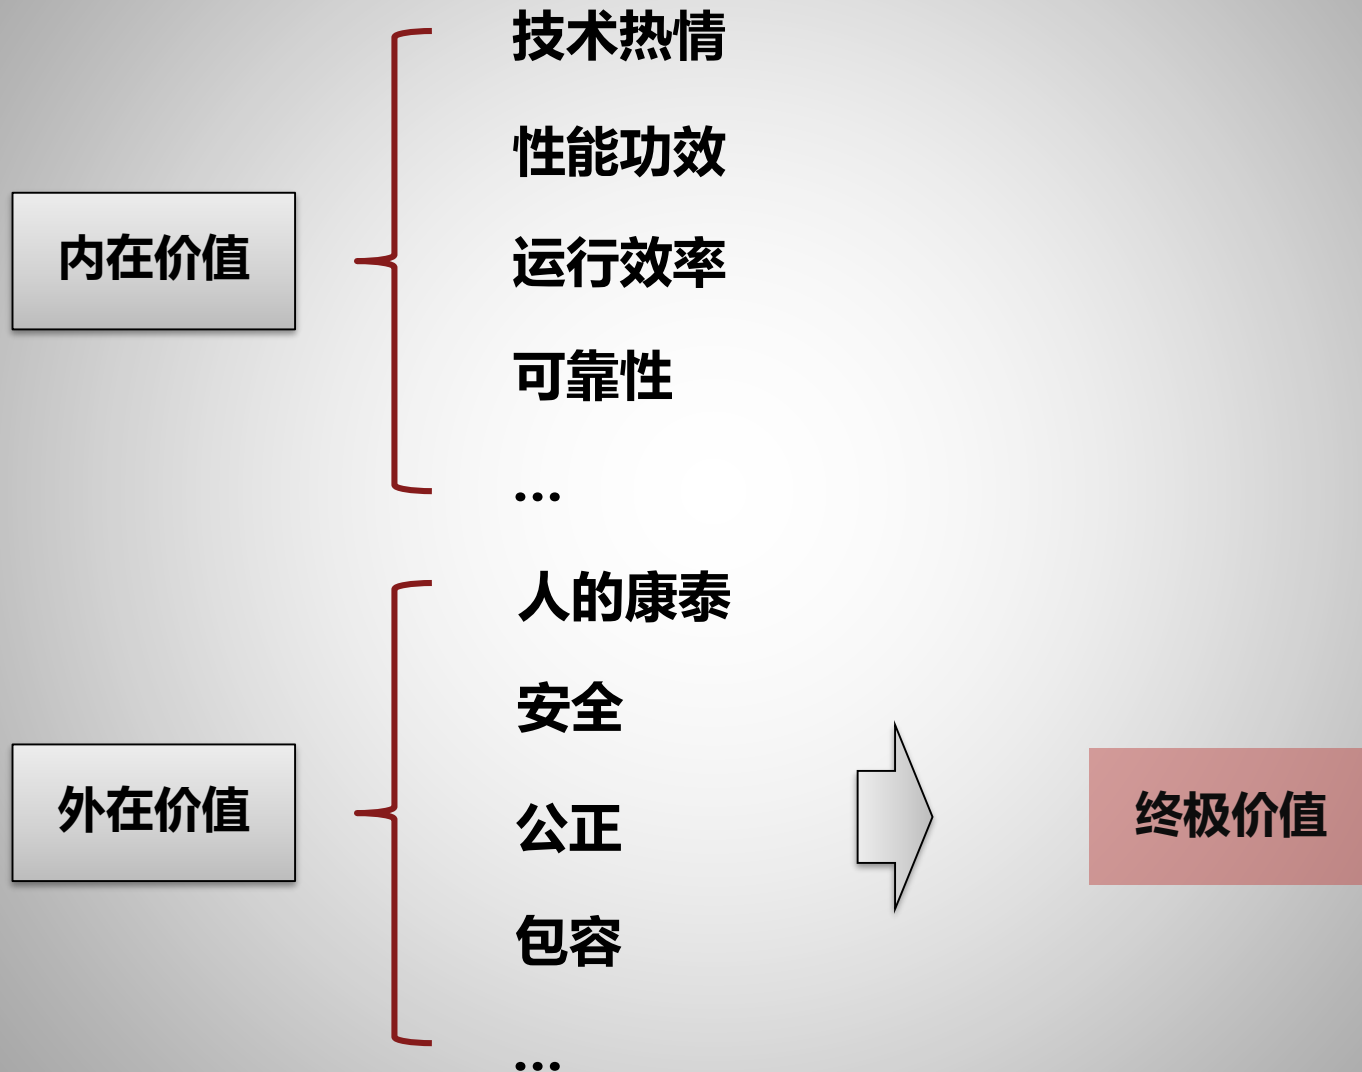 技术热情
性能功效
内在价值
运行效率
可靠性
...
人的康泰
安全
外在价值
公正
终极价值
包容
...